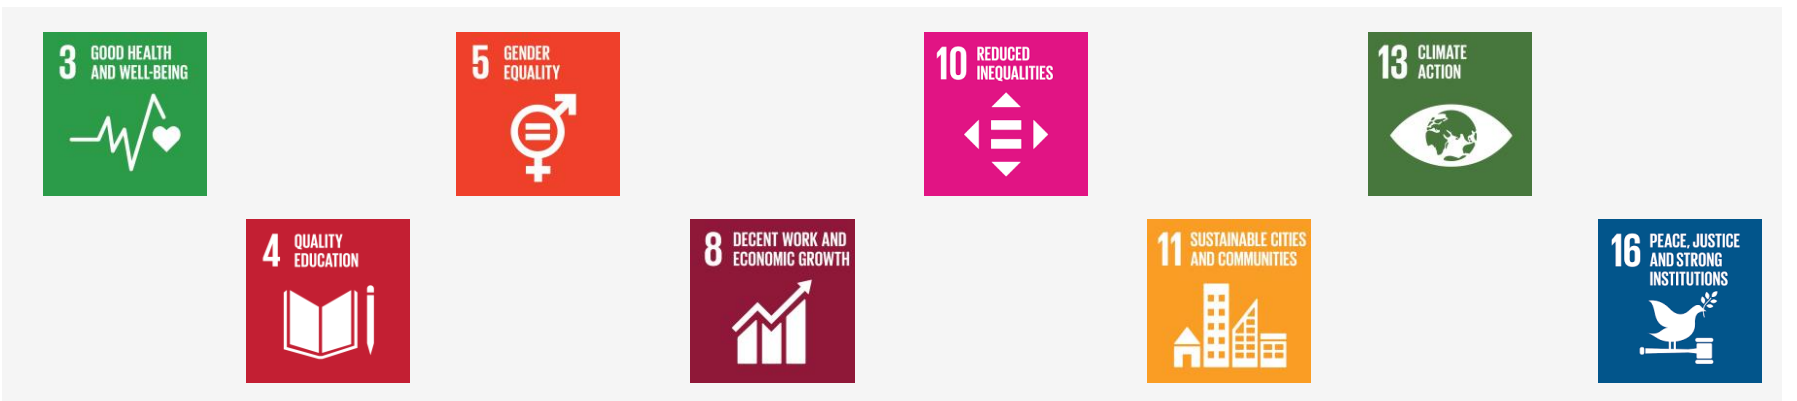 3 GOOD HEALTH
AND WELL-BEING
5 GENDER
EQUALITY
10 REDUCED
INEQUALITIES
13 CLIMATE
ACTION
4 QUALITY
EDUCATION
8 DECENT WORK AND
ECONOMIC GROWTH
11 SUSTAINABLE CITIES
AND COMMUNITIES
16 PEACE, JUSTICE
AND STRONG
INSTITUTIONS